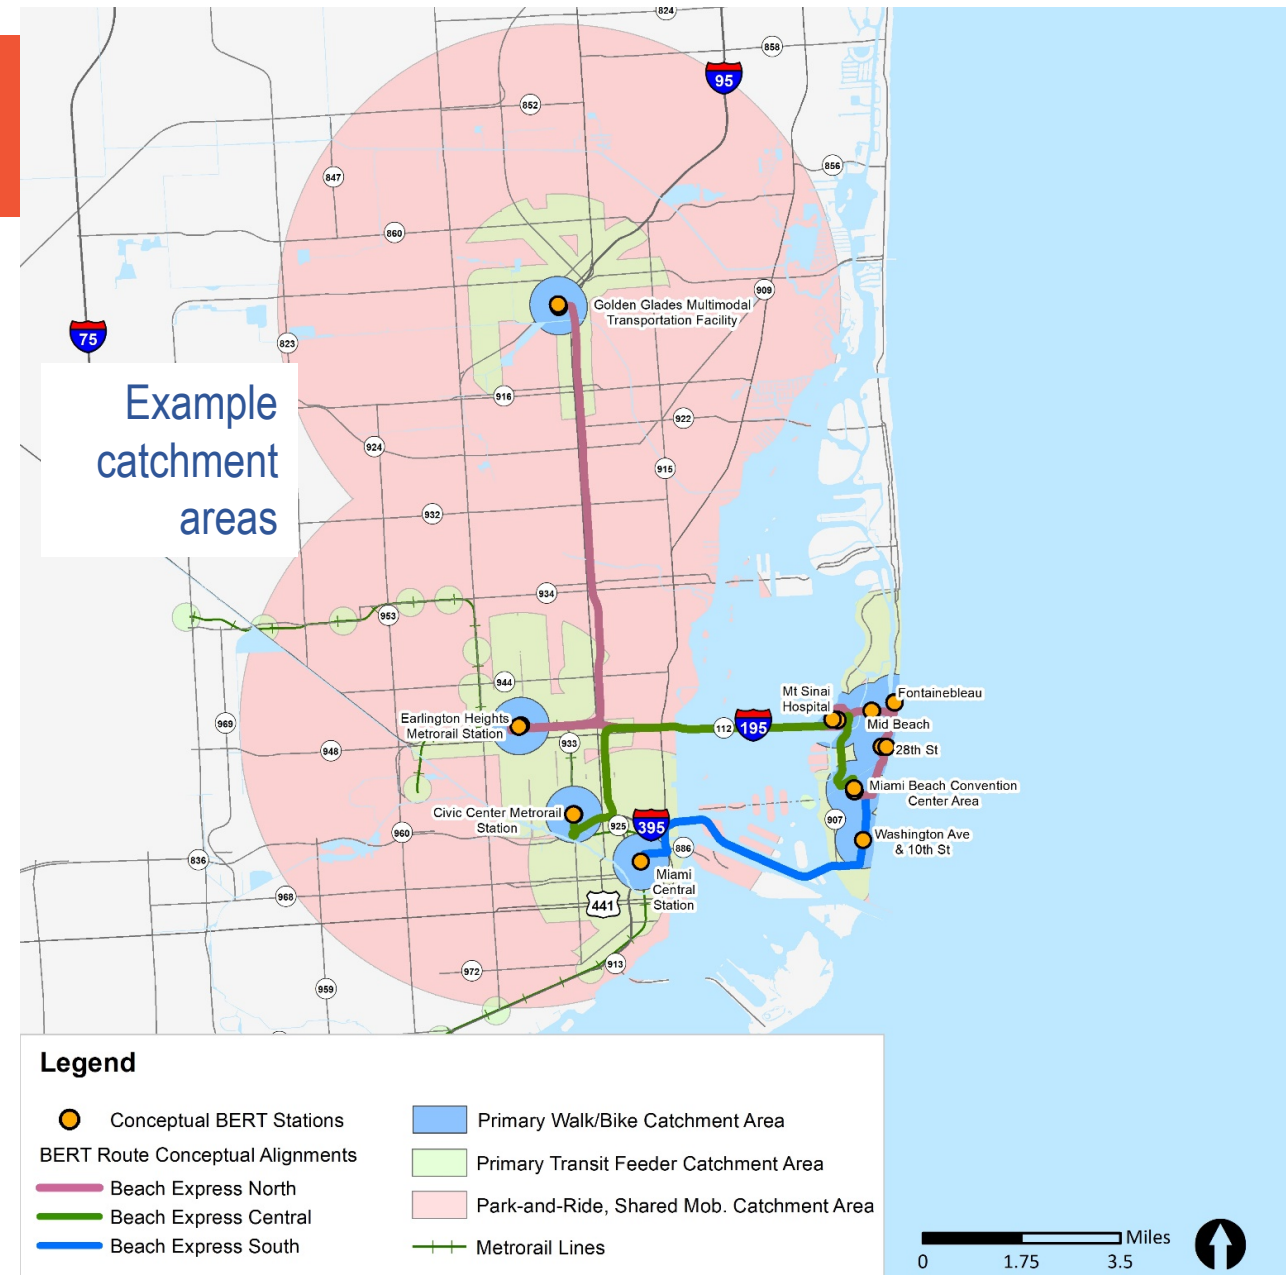 824
858
95
852
856
847
860
909
Golden Glades Multimodal
Transportation Facility
75
823
Example
catchment
areas
916
922
924
915
932
934
953
944
Mt Sinai
Hospital
Fontainebleau
Earlington Heights
Metrorail Station
969
Mid Beach
112
195
933
948
28th St
Miami Beach Convention
Center Area
Civic Center Metrorail
Station
925
395
907
960
Washington Ave
& 10th St
886
836
Miami
Central
Station
968
441
913
972
959
Legend
Conceptual BERT Stations
BERT Route Conceptual Alignments
Beach Express North
Beach Express Central
Beach Express South
Primary Walk/Bike Catchment Area
Primary Transit Feeder Catchment Area
Park-and-Ride, Shared Mob. Catchment Area
Metrorail Lines
Miles
0 1.75 3.5